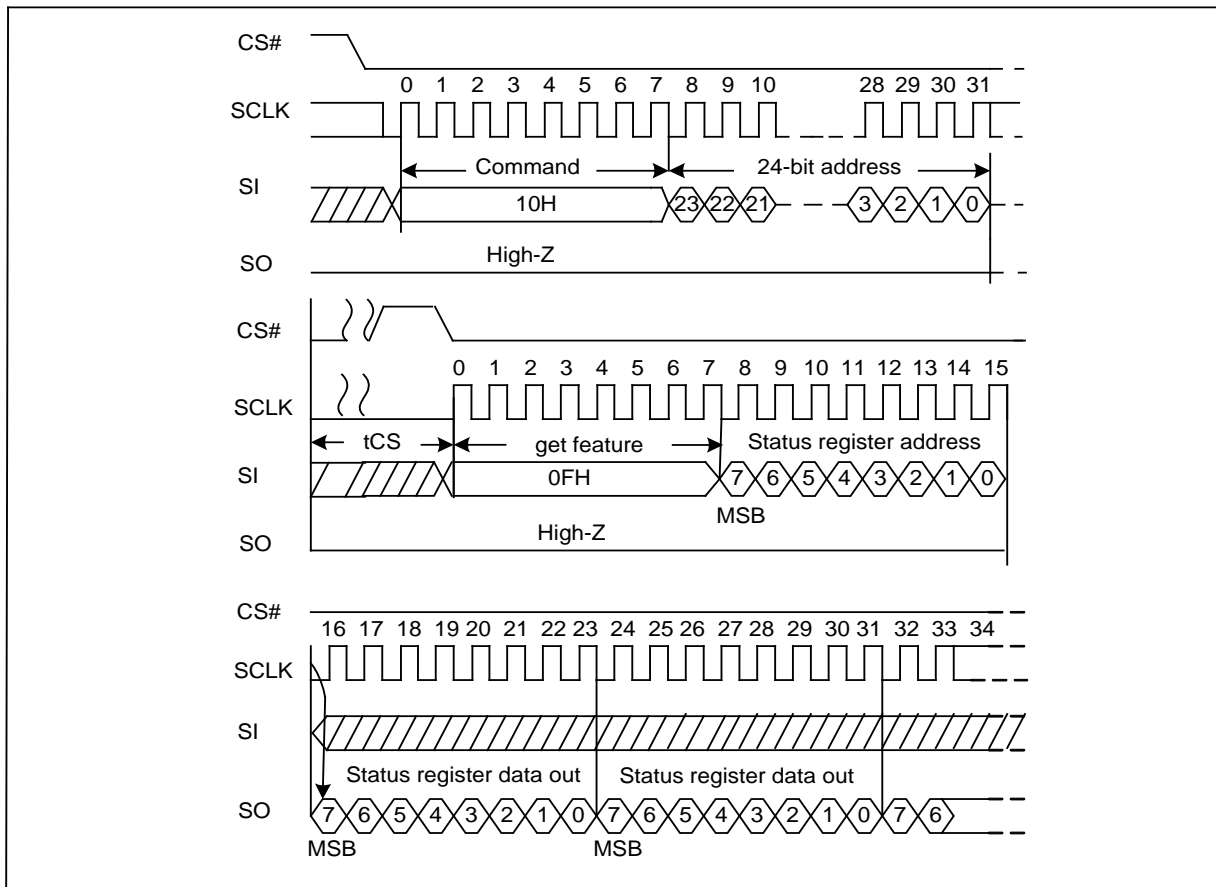 CS#
0 1 2 3 4 5 6 7 8 9 10 28 29 30 31
SCLK
Command 24-bit address
SI
10H 23 22 21 3 2 1 0
High-Z
SO
CS#
0 1 2 3 4 5 6 7 8 9 10 11 12 13 14 15
SCLK
tCS get feature Status register address
SI
0FH 7 6 5 4 3 2 1 0
MSB
High-Z
SO
CS#
16 17 18 19 20 21 22 23 24 25 26 27 28 29 30 31 32 33 34
SCLK
SI
Status register data out Status register data out
SO 7 6 5 4 3 2 1 0 7 6 5 4 3 2 1 0 7 6
MSB MSB